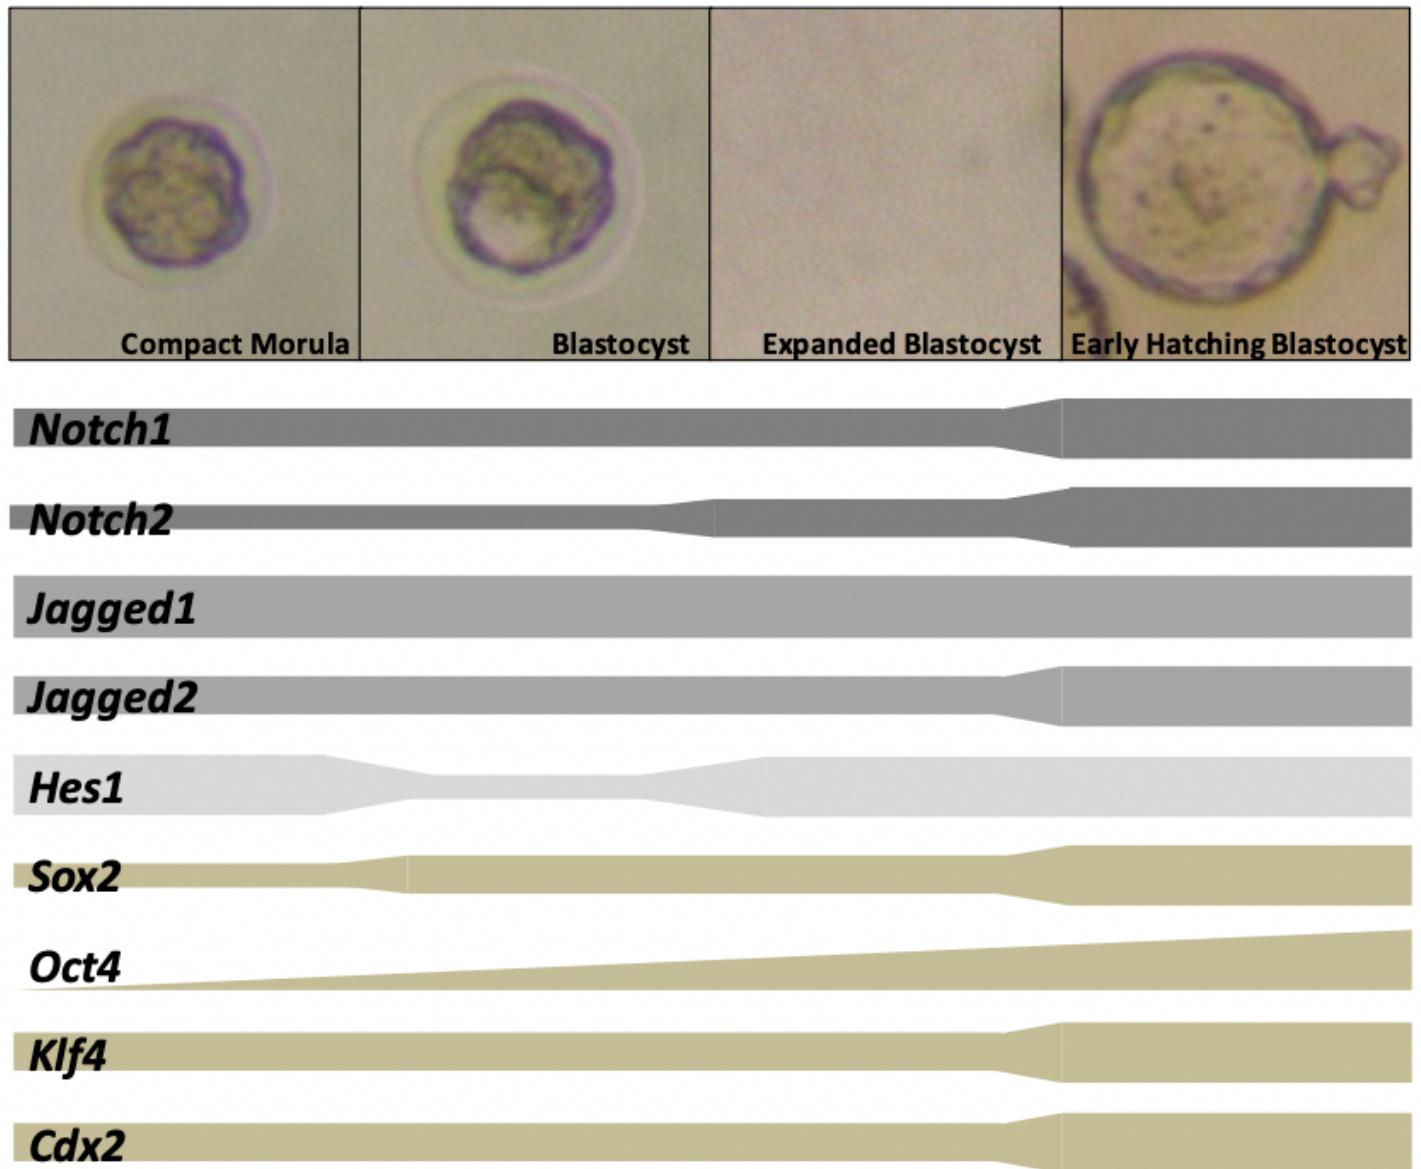 Compact Morula
Blastocyst
Expanded Blastocyst
Early Hatching Blastocyst
Notch1
Notch2
Jagged1
Jagged2
Hes1
Sox2
Oct4
Klf4
Cdx2